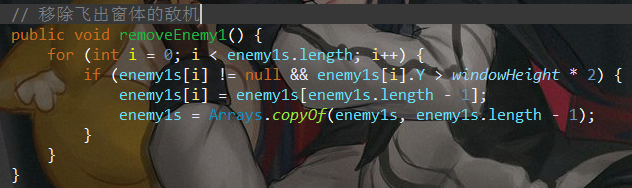 // 移除飞出窗体的敌机
public void removeEnemy1() {
for (int i = 0; i < enemy1s.length; i++) {
if (enemy1s[i] != null && enemy1s[i].Y > windowHeight * 2) {
enemy1s[i] = enemy1s[enemy1s.length - 1];
enemy1s = Arrays.copyOf(enemy1s, enemy1s.length - 1);
}
}
}